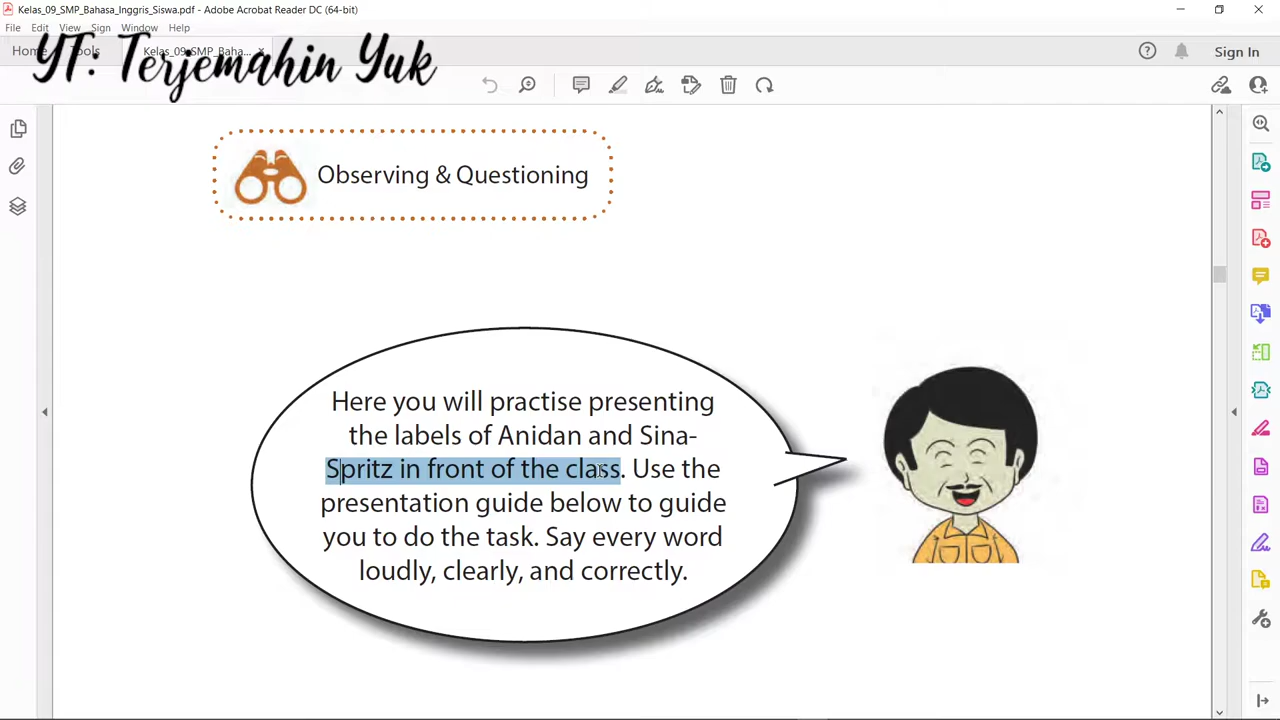 Kelas_09_SMP_Bahasa_Inggris_Siswa.pdf - Adobe Acrobat Reader DC (64-bit)
File Edit View Sign Window Help
Home Tools Kelas_09_SMP_Baha... × Sign In
YT: Terjemahin Yuk
Observing & Questioning
Here you will practise presenting
the labels of Anidan and Sina-
Spritz in front of the class. Use the
presentation guide below to guide
you to do the task. Say every word
loudly, clearly, and correctly.